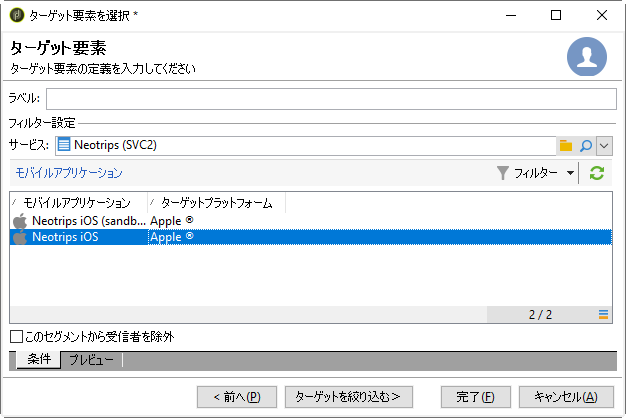 ターゲット要素を選択 *
ターゲット要素
ターゲット要素の定義を入力してください
ラベル:
フィルター設定
サービス: Neotrips (SVC2)
モバイルアプリケーション フィルター
モバイルアプリケーション ターゲットプラットフォーム
Neotrips iOS (sandb... Apple ®
Neotrips iOS Apple ®
2 / 2
このセグメントから受信者を除外
条件 プレビュー
< 前へ(P) ターゲットを絞り込む> 完了(F) キャンセル(A)